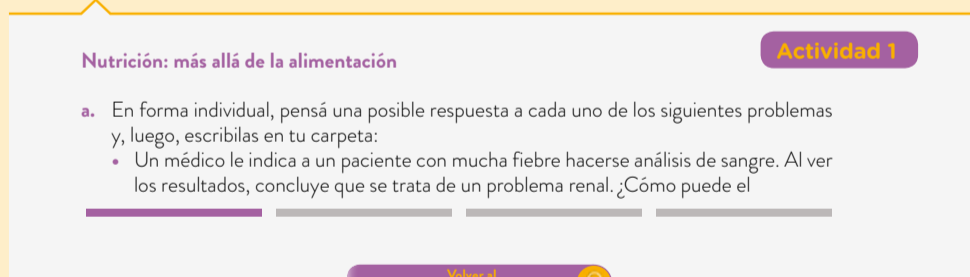 Actividad 1
Nutrición: más allá de la alimentación
a. En forma individual, pensá una posible respuesta a cada uno de los siguientes problemas
y, luego, escribilas en tu carpeta:
• Un médico le indica a un paciente con mucha fiebre hacerse análisis de sangre. Al ver
los resultados, concluye que se trata de un problema renal. ¿Cómo puede el